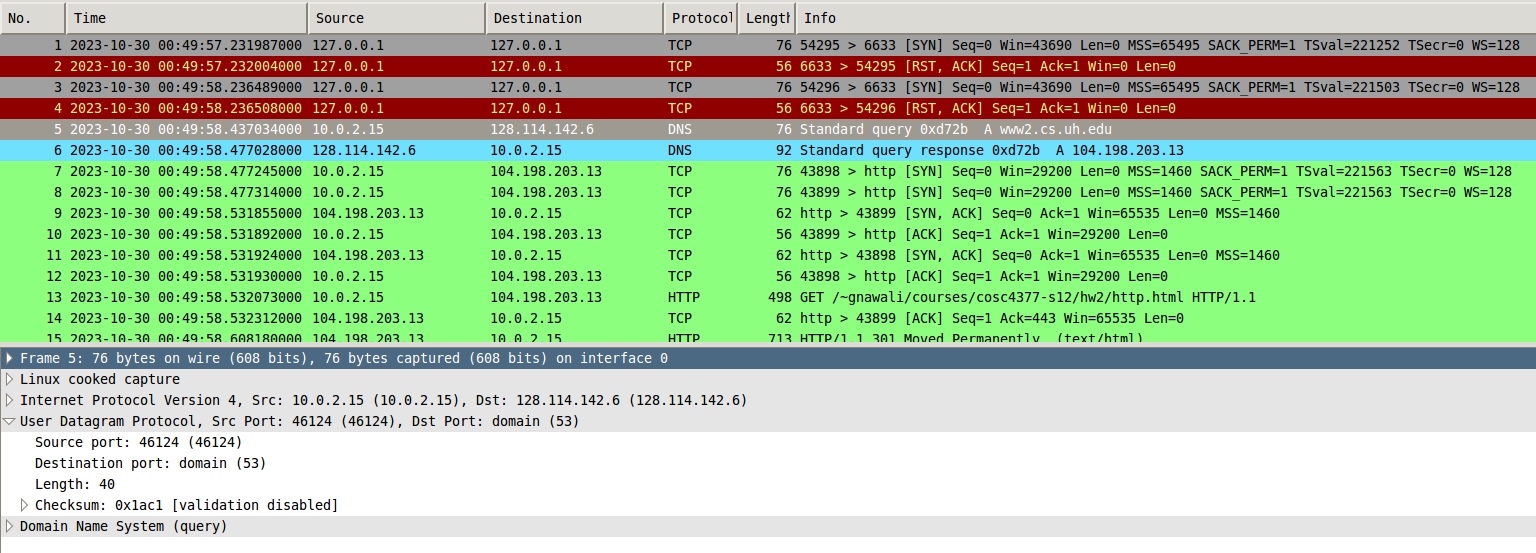 No. Time Source Destination Protocol Length Info
1 2023-10-30 00:49:57.231987000 127.0.0.1 127.0.0.1 TCP 76 54295 > 6633 [SYN] Seq=0 Win=43690 Len=0 MSS=65495 SACK_PERM=1 TSval=221252 TSecr=0 WS=128
2 2023-10-30 00:49:57.232004000 127.0.0.1 127.0.0.1 TCP 56 6633 > 54295 [RST, ACK] Seq=1 Ack=1 Win=0 Len=0
3 2023-10-30 00:49:58.236489000 127.0.0.1 127.0.0.1 TCP 76 54296 > 6633 [SYN] Seq=0 Win=43690 Len=0 MSS=65495 SACK_PERM=1 TSval=221503 TSecr=0 WS=128
4 2023-10-30 00:49:58.236508000 127.0.0.1 127.0.0.1 TCP 56 6633 > 54296 [RST, ACK] Seq=1 Ack=1 Win=0 Len=0
5 2023-10-30 00:49:58.437034000 10.0.2.15 128.114.142.6 DNS 76 Standard query 0xd72b A www2.cs.uh.edu
6 2023-10-30 00:49:58.477028000 128.114.142.6 10.0.2.15 DNS 92 Standard query response 0xd72b A 104.198.203.13
7 2023-10-30 00:49:58.477245000 10.0.2.15 104.198.203.13 TCP 76 43898 > http [SYN] Seq=0 Win=29200 Len=0 MSS=1460 SACK_PERM=1 TSval=221563 TSecr=0 WS=128
8 2023-10-30 00:49:58.477314000 10.0.2.15 104.198.203.13 TCP 76 43899 > http [SYN] Seq=0 Win=29200 Len=0 MSS=1460 SACK_PERM=1 TSval=221563 TSecr=0 WS=128
9 2023-10-30 00:49:58.531855000 104.198.203.13 10.0.2.15 TCP 62 http > 43899 [SYN, ACK] Seq=0 Ack=1 Win=65535 Len=0 MSS=1460
10 2023-10-30 00:49:58.531892000 10.0.2.15 104.198.203.13 TCP 56 43899 > http [ACK] Seq=1 Ack=1 Win=29200 Len=0
11 2023-10-30 00:49:58.531924000 104.198.203.13 10.0.2.15 TCP 62 http > 43898 [SYN, ACK] Seq=0 Ack=1 Win=65535 Len=0 MSS=1460
12 2023-10-30 00:49:58.531930000 10.0.2.15 104.198.203.13 TCP 56 43898 > http [ACK] Seq=1 Ack=1 Win=29200 Len=0
13 2023-10-30 00:49:58.532073000 10.0.2.15 104.198.203.13 HTTP 498 GET /~gnawali/courses/cosc4377-s12/hw2/http.html HTTP/1.1
14 2023-10-30 00:49:58.532312000 104.198.203.13 10.0.2.15 TCP 62 http > 43899 [ACK] Seq=1 Ack=443 Win=65535 Len=0
15 2023-10-30 00:49:58.608180000 104.198.203.13 10.0.2.15 HTTP 713 HTTP/1.1 301 Moved Permanently (text/html)
Frame 5: 76 bytes on wire (608 bits), 76 bytes captured (608 bits) on interface 0
Linux cooked capture
Internet Protocol Version 4, Src: 10.0.2.15 (10.0.2.15), Dst: 128.114.142.6 (128.114.142.6)
User Datagram Protocol, Src Port: 46124 (46124), Dst Port: domain (53)
Source port: 46124 (46124)
Destination port: domain (53)
Length: 40
Checksum: 0x1ac1 [validation disabled]
Domain Name System (query)